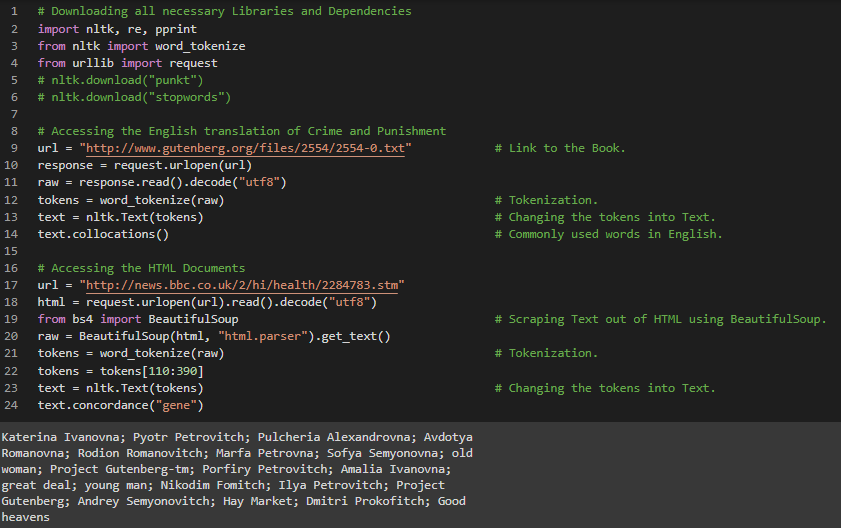 1 # Downloading all necessary Libraries and Dependencies
2 import nltk, re, pprint
3 from nltk import word_tokenize
4 from urllib import request
5 # nltk.download("punkt")
6 # nltk.download("stopwords")
7
8 # Accessing the English translation of Crime and Punishment
9 url = "http://www.gutenberg.org/files/2554/2554-0.txt" # Link to the Book.
10 response = request.urlopen(url)
11 raw = response.read().decode("utf8")
12 tokens = word_tokenize(raw) # Tokenization.
13 text = nltk.Text(tokens) # Changing the tokens into Text.
14 text.collocations() # Commonly used words in English.
15
16 # Accessing the HTML Documents
17 url = "http://news.bbc.co.uk/2/hi/health/2284783.stm"
18 html = request.urlopen(url).read().decode("utf8")
19 from bs4 import BeautifulSoup # Scraping Text out of HTML using BeautifulSoup.
20 raw = BeautifulSoup(html, "html.parser").get_text()
21 tokens = word_tokenize(raw) # Tokenization.
22 tokens = tokens[110:390]
23 text = nltk.Text(tokens) # Changing the tokens into Text.
24 text.concordance("gene")
Katerina Ivanovna; Pyotr Petrovitch; Pulcheria Alexandrovna; Avdotya
Romanovna; Rodion Romanovitch; Marfa Petrovna; Sofya Semyonovna; old
woman; Project Gutenberg-tm; Porfiry Petrovitch; Amalia Ivanovna;
great deal; young man; Nikodim Fomitch; Ilya Petrovitch; Project
Gutenberg; Andrey Semyonovitch; Hay Market; Dmitri Prokofitch; Good
heavens